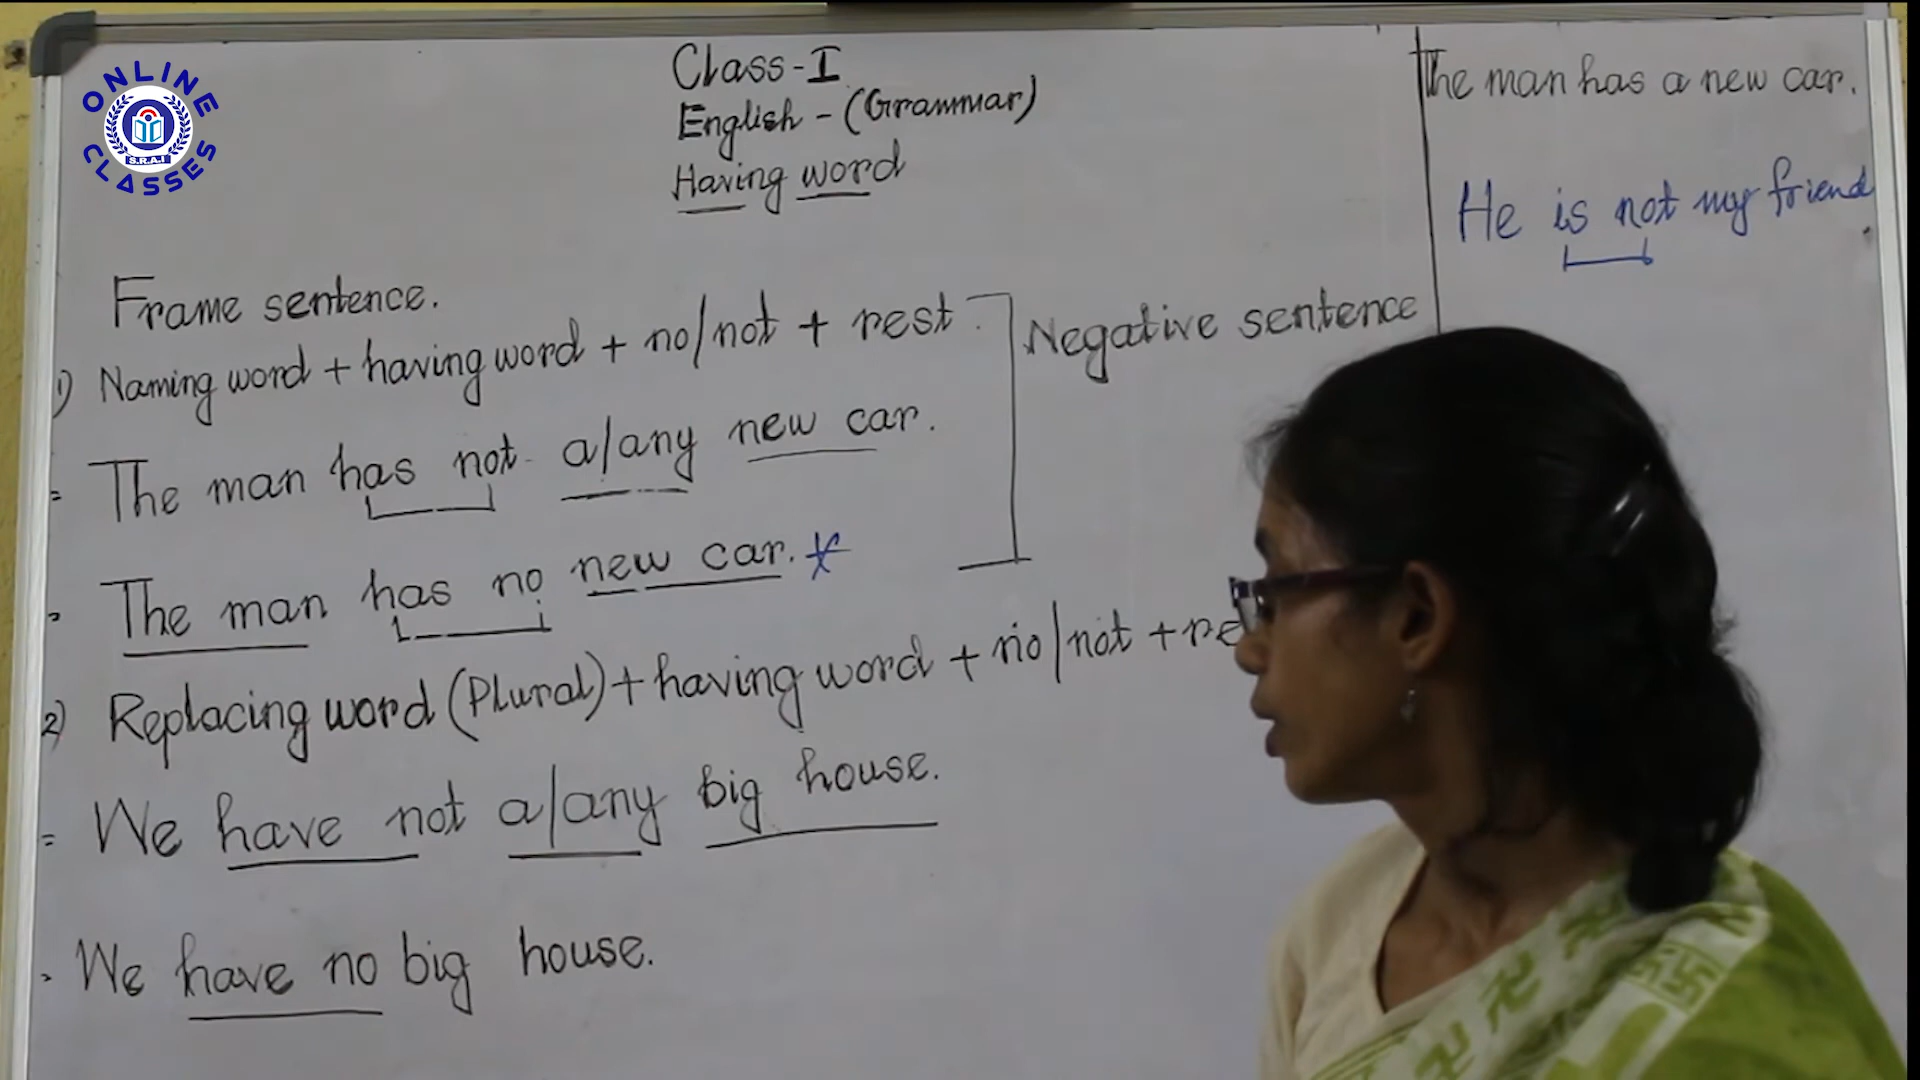 ONLINE CLASSES
S.R.A.I
Class-I
English - (Grammar)
Having word
The man has a new car.
He is not my friend
Frame sentence.
1) Naming word + having word + no/not + rest
Negative sentence
= The man has not a/any new car.
The man has no new car.
2) Replacing word (Plural) + having word + no/not +
= We have not a/any big house.
We have no big house.